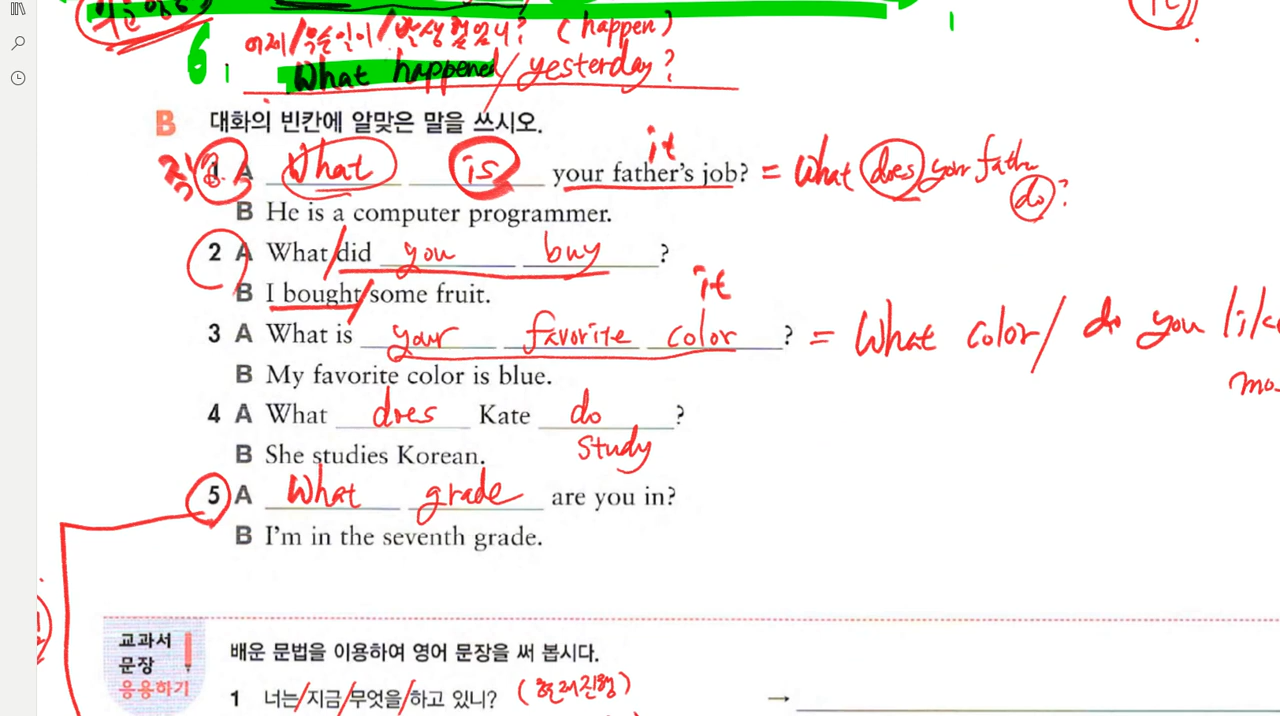 6 어제/무슨일이/발생했었니? (happen)
What happened/yesterday?
B 대화의 빈칸에 알맞은 말을 쓰시오.
it
1 A What is your father's job? = What does your father do?
B He is a computer programmer.
2 A What/did you buy ?
B I bought/some fruit.
it
3 A What is your favorite color ? = What color/ do you like
B My favorite color is blue.
4 A What does Kate do ?
study
B She studies Korean.
5 A What grade are you in?
B I'm in the seventh grade.
교과서
문장
응용하기
배운 문법을 이용하여 영어 문장을 써 봅시다.
1 너는/지금/무엇을/하고 있니? (현재진행) →